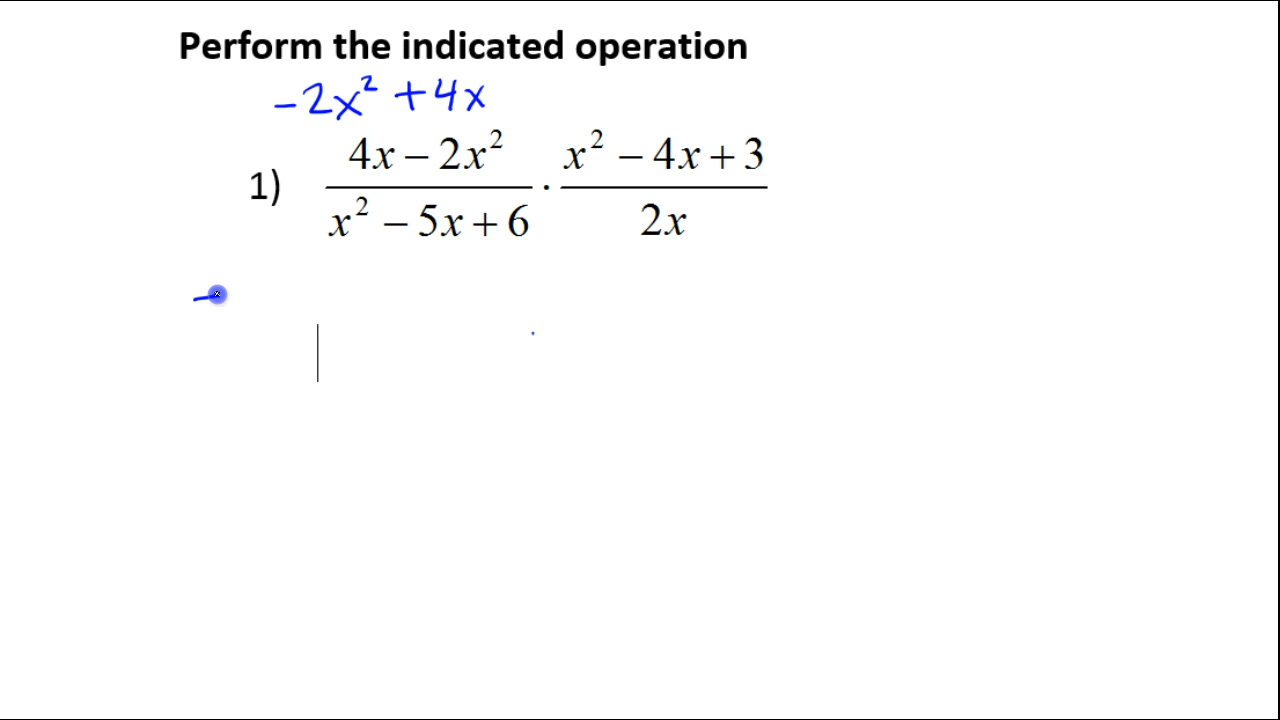 Perform the indicated operation
-2x² +4x
1) (4x − 2x²)/(x² − 5x + 6) · (x² − 4x + 3)/(2x)
–